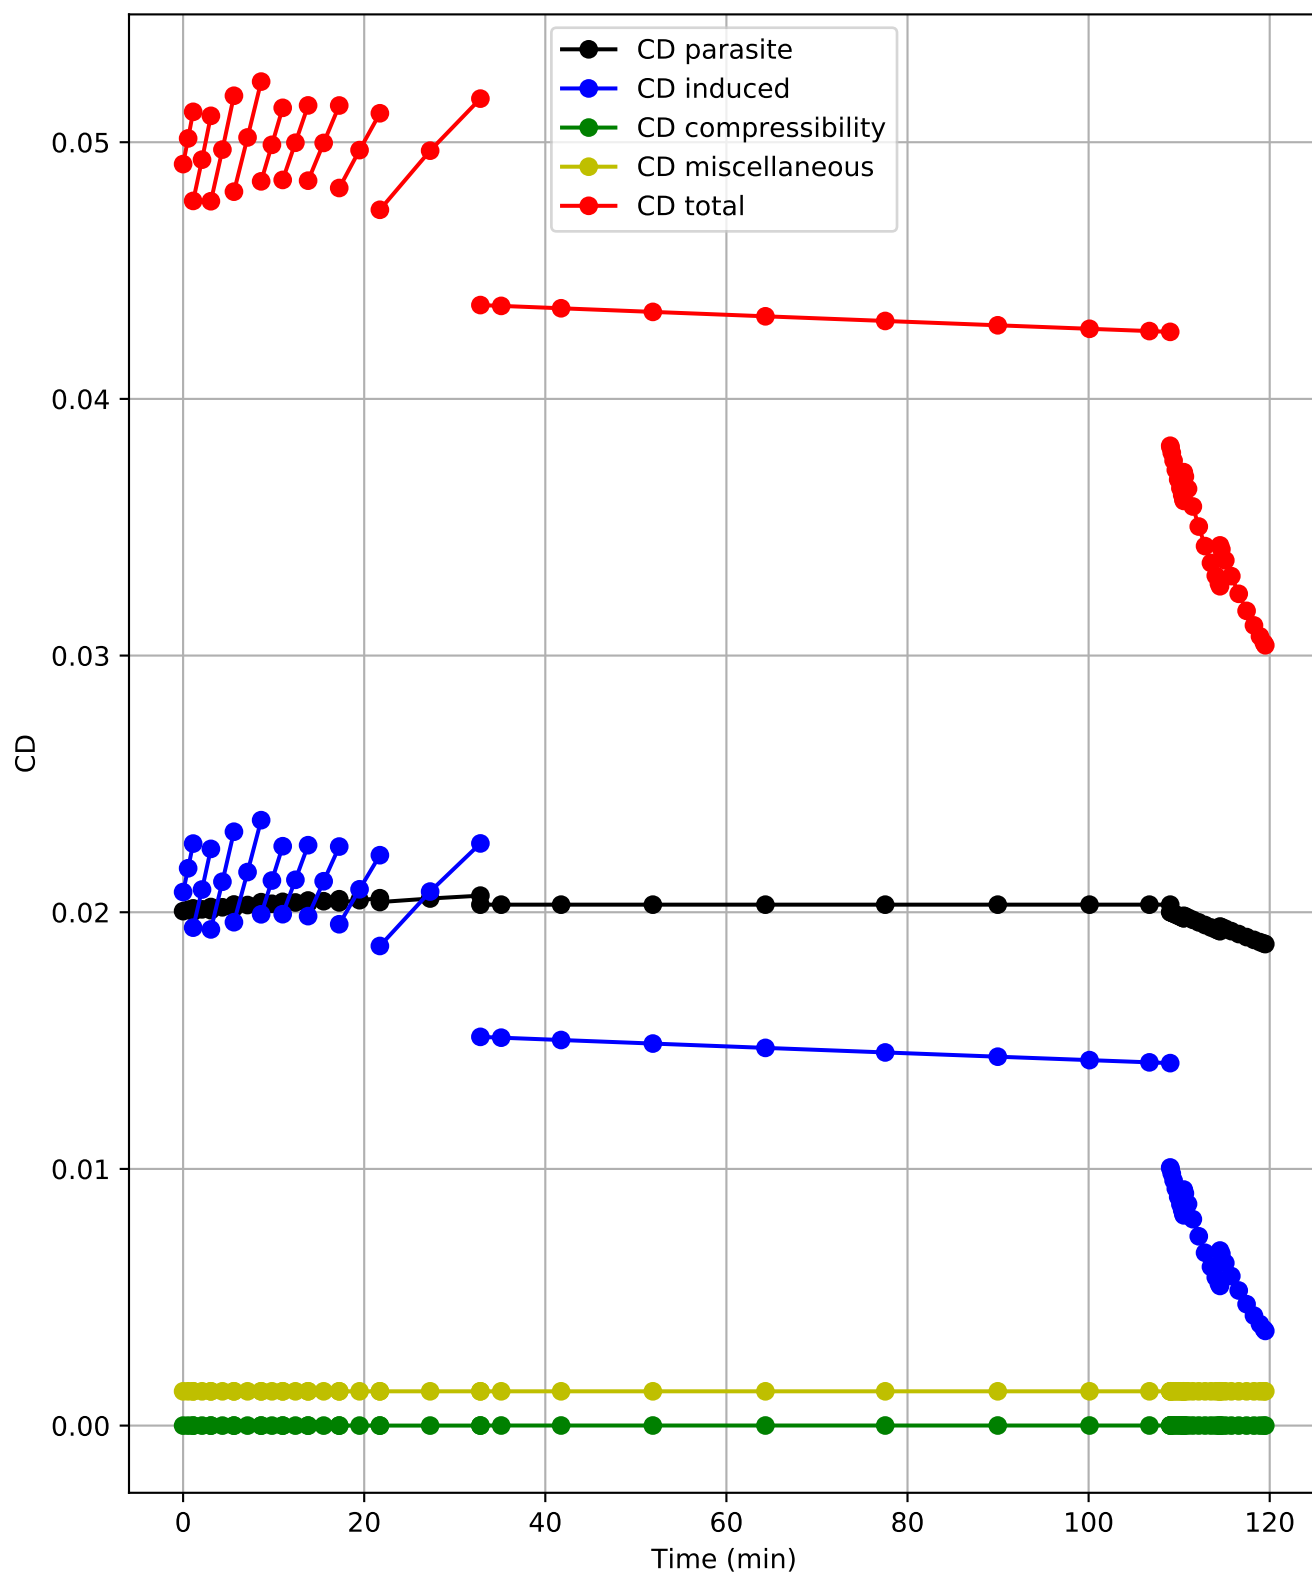 CD parasite
CD induced
CD compressibility
CD miscellaneous
CD total
0.05
0.04
0.03
0.02
0.01
0.00
CD
0 20 40 60 80 100 120
Time (min)